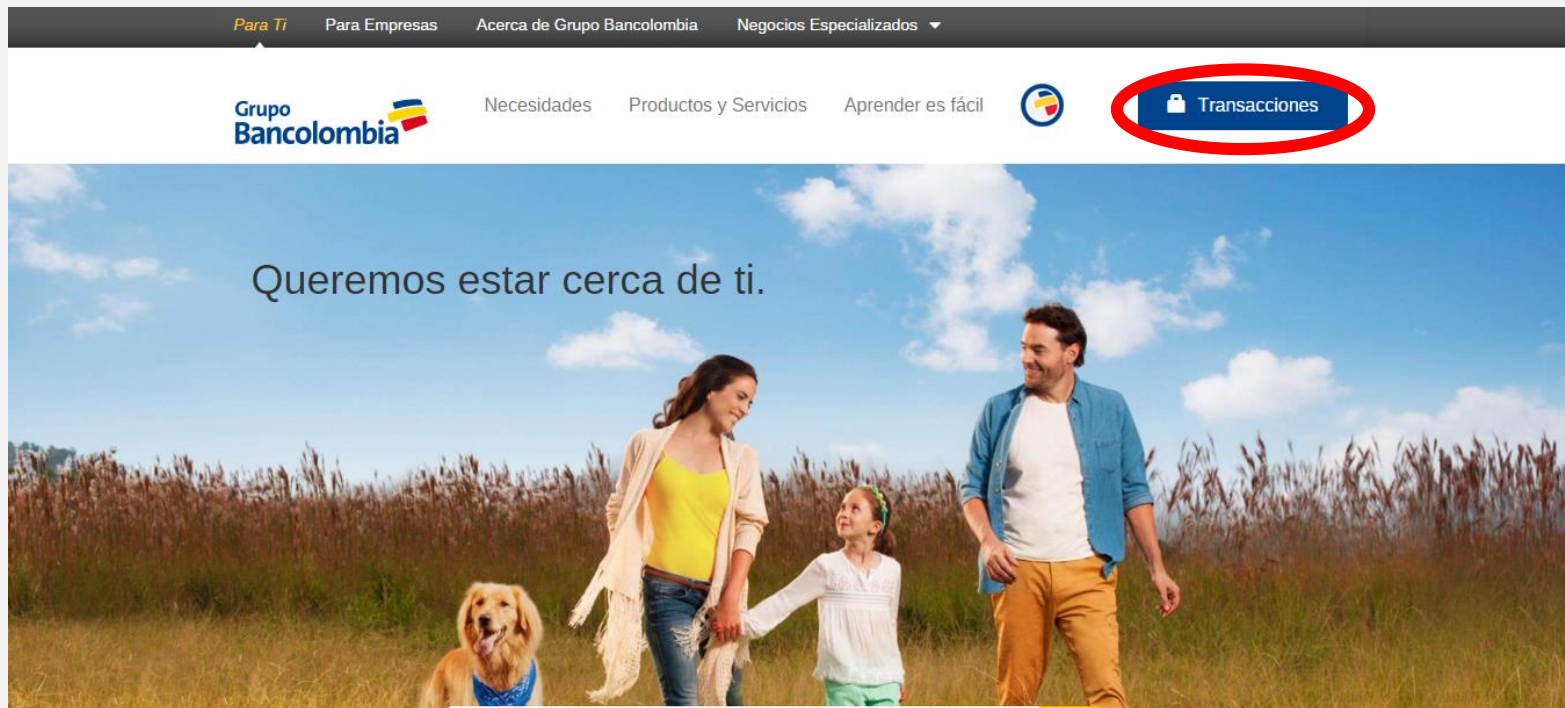 Para Ti Para Empresas Acerca de Grupo Bancolombia Negocios Especializados
Grupo
Bancolombia
Necesidades Productos y Servicios Aprender es fácil Transacciones
Queremos estar cerca de ti.